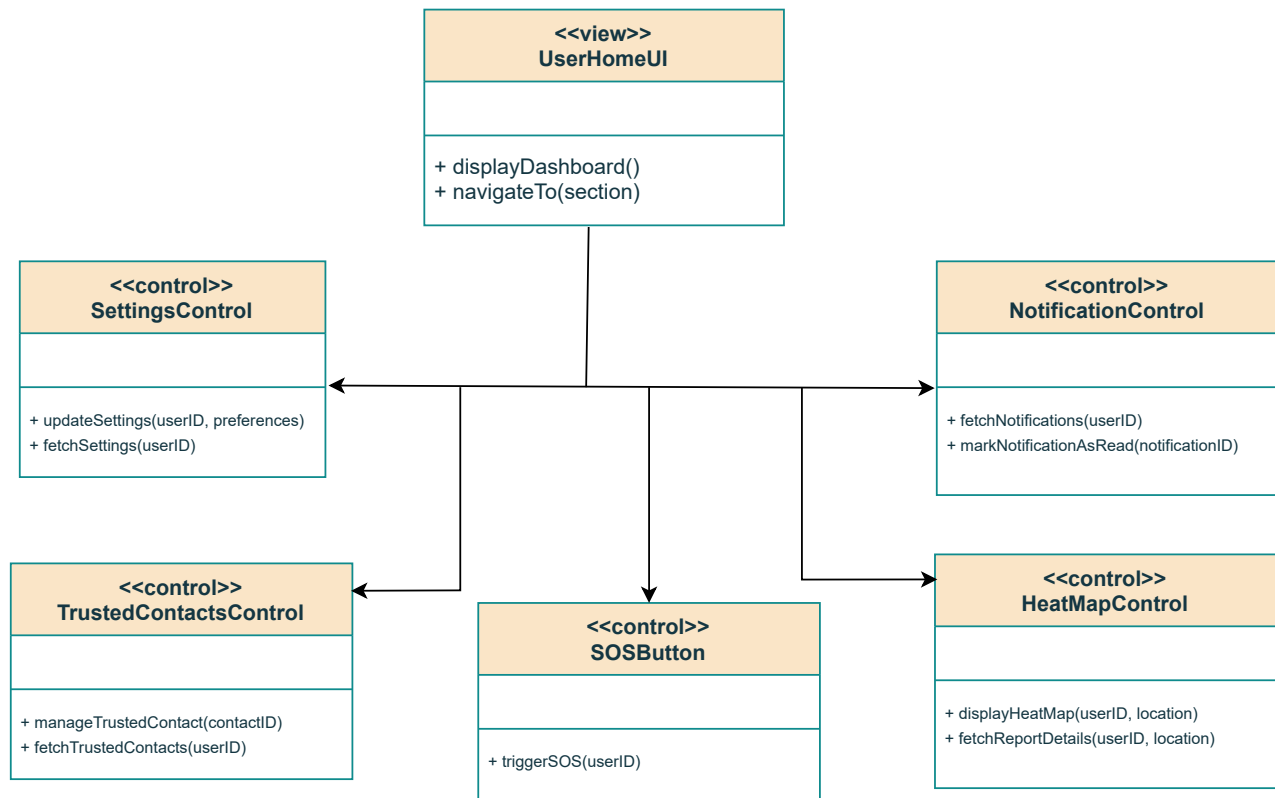 <<view>>
UserHomeUI
+ displayDashboard()
+ navigateTo(section)
<<control>>
SettingsControl
+ updateSettings(userID, preferences)
+ fetchSettings(userID)
<<control>>
NotificationControl
+ fetchNotifications(userID)
+ markNotificationAsRead(notificationID)
<<control>>
TrustedContactsControl
+ manageTrustedContact(contactID)
+ fetchTrustedContacts(userID)
<<control>>
SOSButton
+ triggerSOS(userID)
<<control>>
HeatMapControl
+ displayHeatMap(userID, location)
+ fetchReportDetails(userID, location)